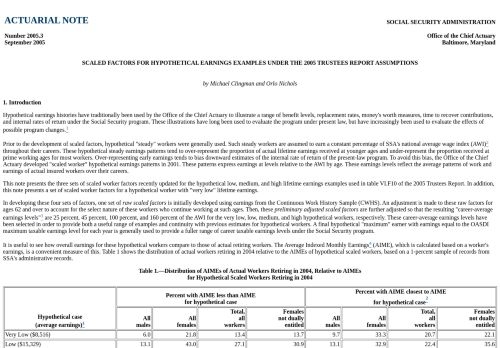 ACTUARIAL NOTE
SOCIAL SECURITY ADMINISTRATION
Number 2005.3
September 2005
Office of the Chief Actuary
Baltimore, Maryland
SCALED FACTORS FOR HYPOTHETICAL EARNINGS EXAMPLES UNDER THE 2005 TRUSTEES REPORT ASSUMPTIONS
by Michael Clingman and Orlo Nichols
1. Introduction
Hypothetical earnings histories have traditionally been used by the Office of the Chief Actuary to illustrate a range of benefit levels, replacement rates, money's worth measures, time to recover contributions,
and internal rates of return under the Social Security program. These illustrations have long been used to evaluate the program under present law, but have increasingly been used to evaluate the effects of
possible program changes.1
Prior to the development of scaled factors, hypothetical "steady" workers were generally used. Such steady workers are assumed to earn a constant percentage of SSA's national average wage index (AWI)2
throughout their careers. These hypothetical steady earnings patterns tend to over-represent the proportion of actual lifetime earnings received at younger ages and under-represent the proportion received at
prime working ages for most workers. Over-representing early earnings tends to bias downward estimates of the internal rate of return of the present-law program. To avoid this bias, the Office of the Chief
Actuary developed "scaled worker" hypothetical earnings patterns in 2001. These patterns express earnings at levels relative to the AWI by age. These earnings levels reflect the average patterns of work and
earnings of actual insured workers over their careers.
This note presents the three sets of scaled worker factors recently updated for the hypothetical low, medium, and high lifetime earnings examples used in table VI.F10 of the 2005 Trustees Report. In addition,
this note presents a set of scaled worker factors for a hypothetical worker with "very low" lifetime earnings.
In developing these four sets of factors, one set of raw scaled factors is initially developed using earnings from the Continuous Work History Sample (CWHS). An adjustment is made to these raw factors for
ages 62 and over to account for the select nature of these workers who continue working at such ages. Then, these preliminary adjusted scaled factors are further adjusted so that the resulting "career-average
earnings levels"3 are 25 percent, 45 percent, 100 percent, and 160 percent of the AWI for the very low, low, medium, and high hypothetical workers, respectively. These career-average earnings levels have
been selected in order to provide both a useful range of examples and continuity with previous estimates for hypothetical workers. A final hypothetical "maximum" earner with earnings equal to the OASDI
maximum taxable earnings level for each year is generally used to provide a fuller range of career taxable earnings levels under the Social Security program.
It is useful to see how overall earnings for these hypothetical workers compare to those of actual retiring workers. The Average Indexed Monthly Earnings4 (AIME), which is calculated based on a worker's
earnings, is a convenient measure of this. Table 1 shows the distribution of actual workers retiring in 2004 relative to the AIMEs of hypothetical scaled workers, based on a 1-percent sample of records from
SSA's administrative records.
Table 1.—Distribution of AIMEs of Actual Workers Retiring in 2004, Relative to AIMEs
for Hypothetical Scaled Workers Retiring in 2004
Hypothetical case
(average earnings)1
Percent with AIME less than AIME
for hypothetical case
Percent with AIME closest to AIME
for hypothetical case2
All males
All females
Total, all workers
Females not dually entitled
All males
All females
Total, all workers
Females not dually entitled
Very Low ($8,516) 6.0 21.8 13.4 13.7 9.7 33.3 20.7 22.1
Low ($15,329) 13.1 43.0 27.1 30.9 13.1 32.9 22.4 35.6